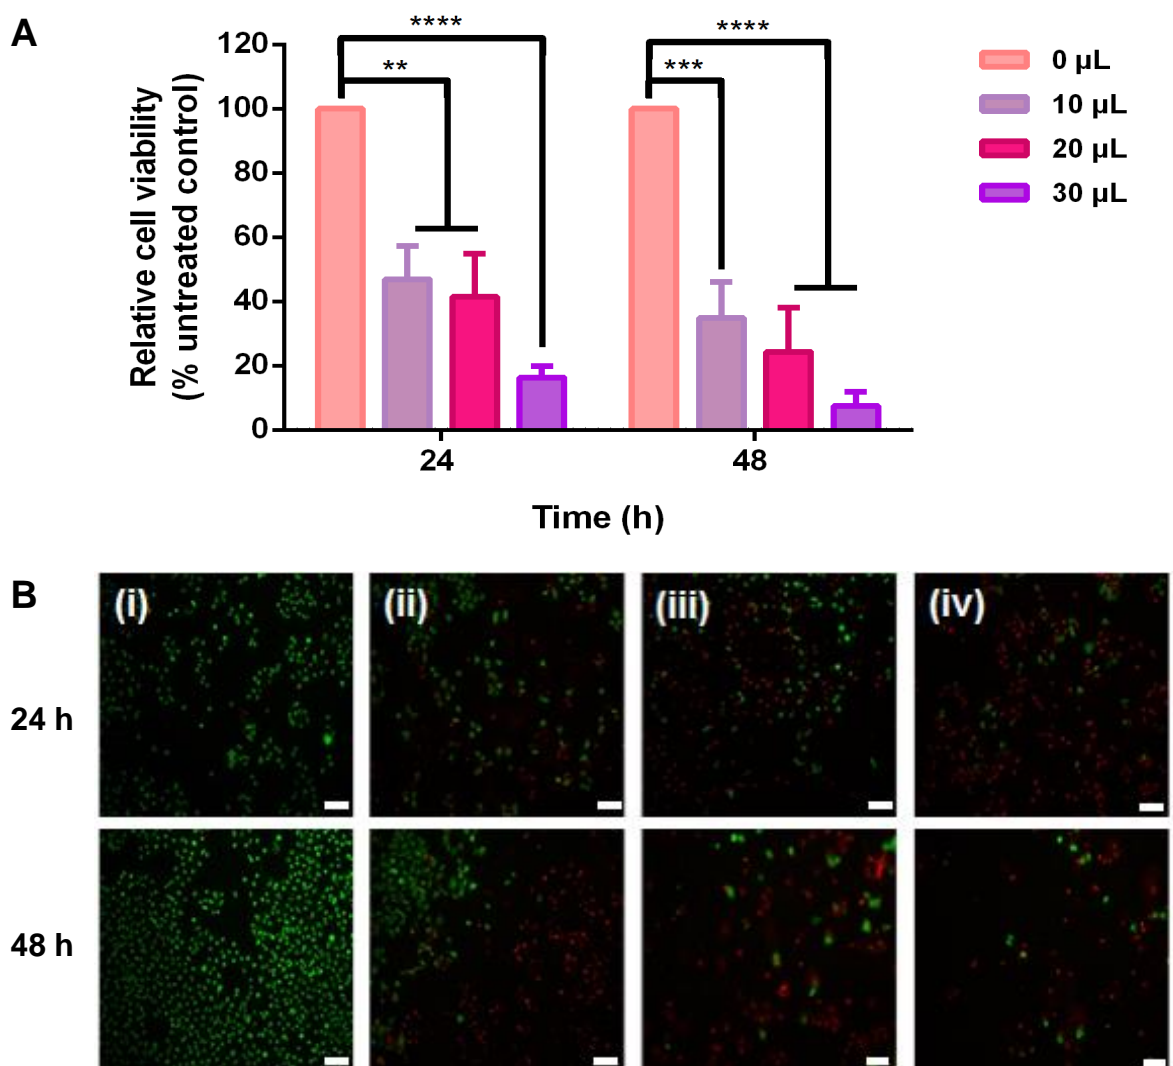 A
Relative cell viability
(% untreated control)
120
100
80
60
40
20
0
****
**
****
***
24
48
Time (h)
0 µL
10 µL
20 µL
30 µL
B
(i)
(ii)
(iii)
(iv)
24 h
48 h